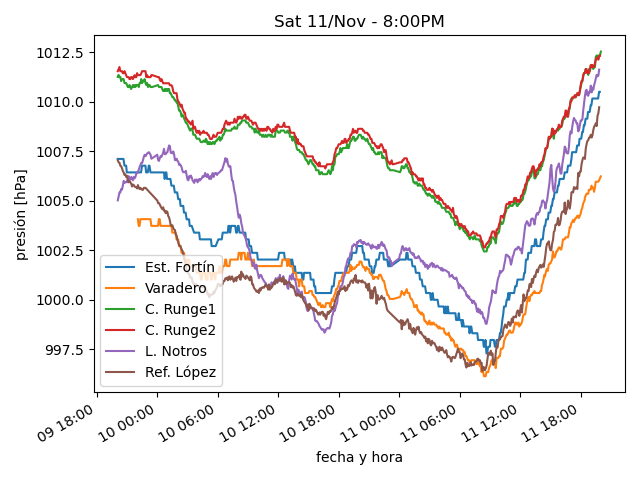 Sat 11/Nov - 8:00PM
presión [hPa]
1012.5
1010.0
1007.5
1005.0
1002.5
1000.0
997.5
Est. Fortín
Varadero
C. Runge1
C. Runge2
L. Notros
Ref. López
09 18:00
10 00:00
10 06:00
10 12:00
10 18:00
11 00:00
11 06:00
11 12:00
11 18:00
fecha y hora